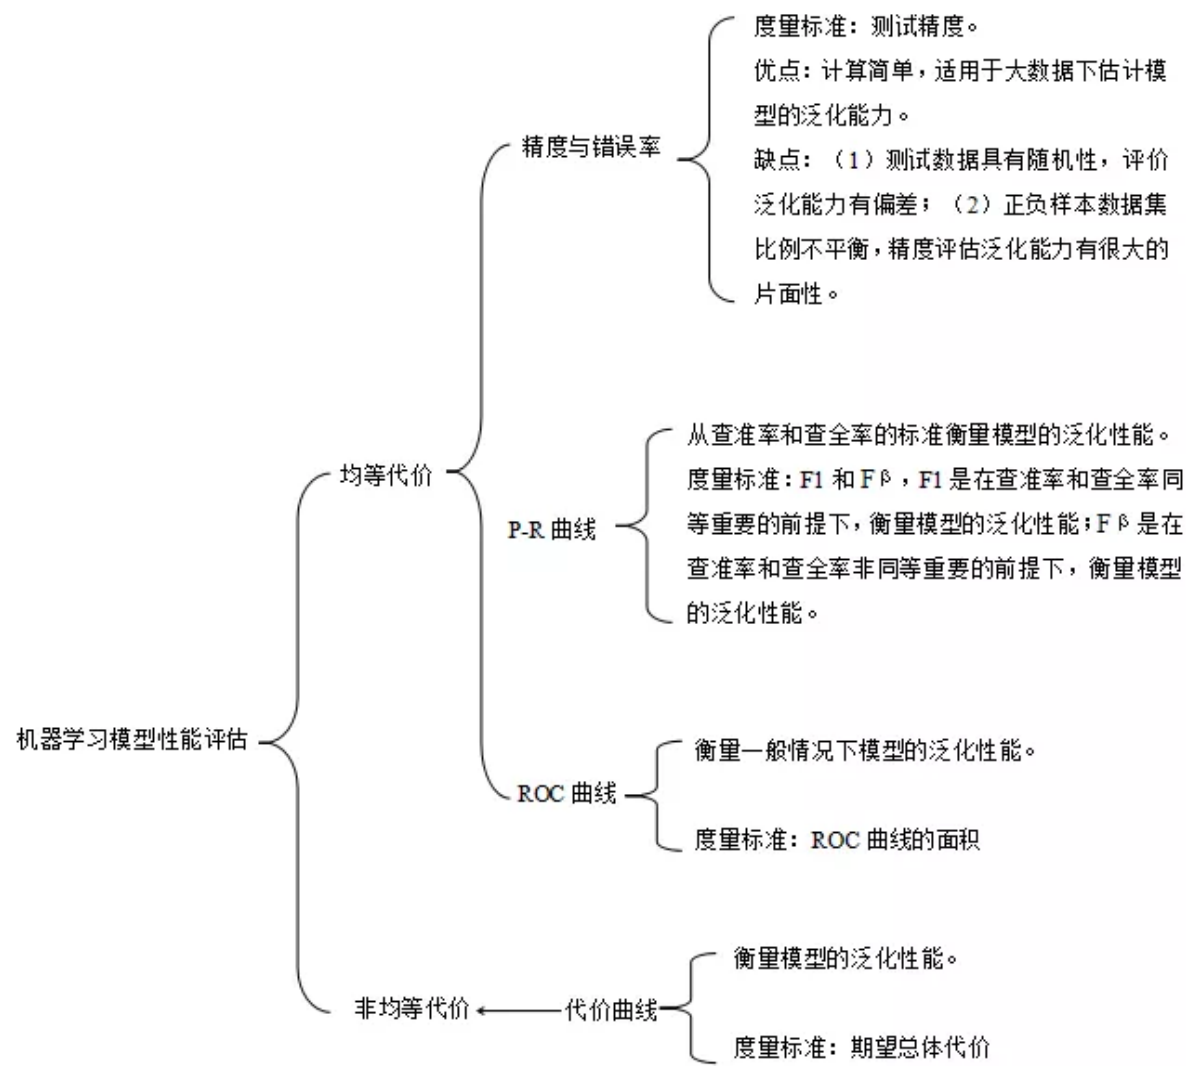 度量标准：测试精度。
优点：计算简单，适用于大数据下估计模
型的泛化能力。
精度与错误率
缺点：（1）测试数据具有随机性，评价
泛化能力有偏差；（2）正负样本数据集
比例不平衡，精度评估泛化能力有很大的
片面性。
从查准率和查全率的标准衡量模型的泛化性能。
均等代价
度量标准：F1 和 Fβ，F1 是在查准率和查全率同
P-R 曲线
等重要的前提下，衡量模型的泛化性能；Fβ 是在
查准率和查全率非同等重要的前提下，衡量模型
的泛化性能。
机器学习模型性能评估
衡量一般情况下模型的泛化性能。
ROC 曲线
度量标准：ROC 曲线的面积
衡量模型的泛化性能。
非均等代价
代价曲线
度量标准：期望总体代价